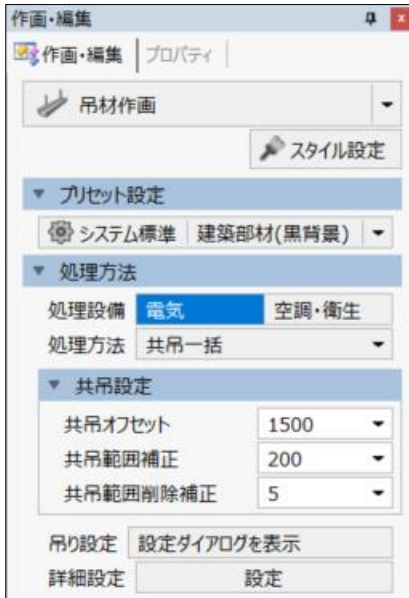 作画・編集
作画・編集 プロパティ
吊材作画
スタイル設定
プリセット設定
システム標準 建築部材(黒背景)
処理方法
処理設備 電気 空調・衛生
処理方法 共吊一括
共吊設定
共吊オフセット 1500
共吊範囲補正 200
共吊範囲削除補正 5
吊り設定 設定ダイアログを表示
詳細設定 設定